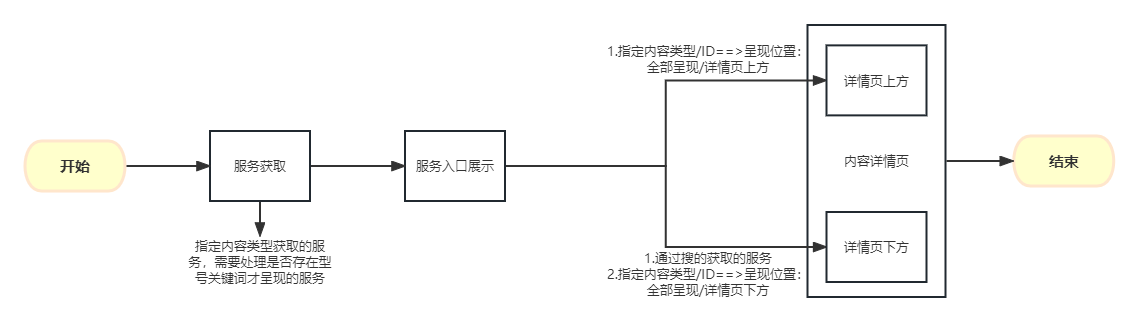 开始
服务获取
指定内容类型获取的服
务，需要处理是否存在型
号关键词才呈现的服务
服务入口展示
1.指定内容类型/ID==>呈现位置：
全部呈现/详情页上方
1.通过搜的获取的服务
2.指定内容类型/ID==>呈现位置：
全部呈现/详情页下方
详情页上方
内容详情页
详情页下方
结束